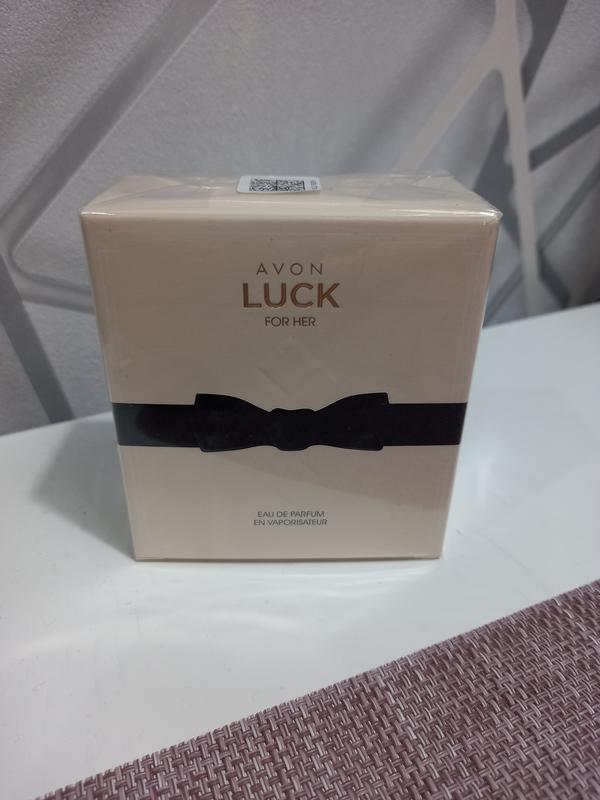 AVON
LUCK
FOR HER
EAU DE PARFUM
EN VAPORISATEUR